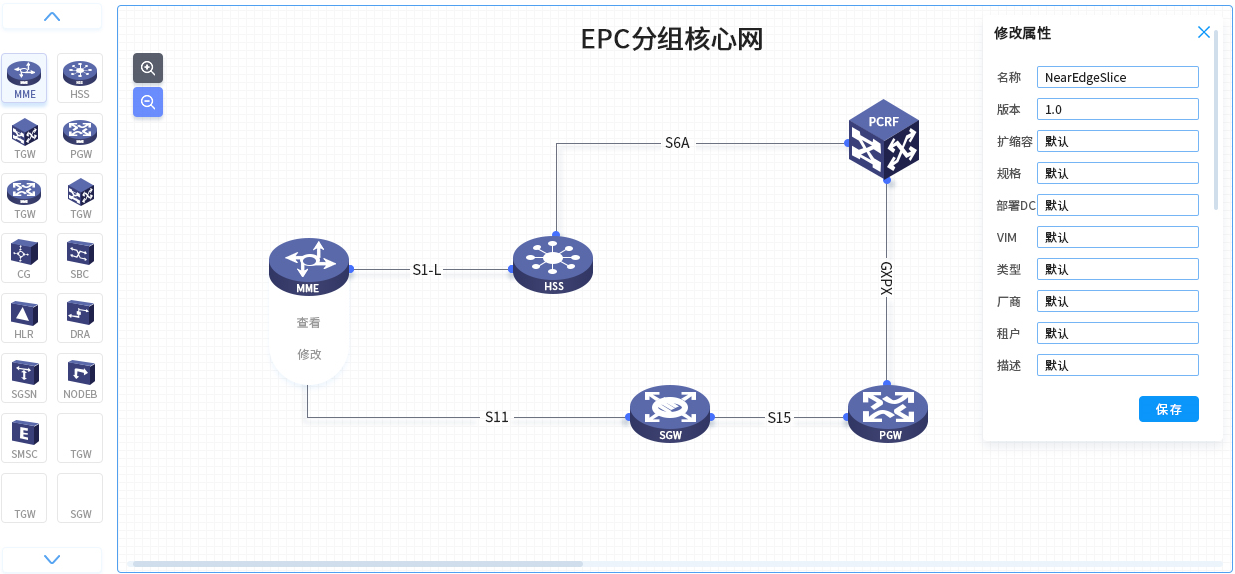 MME
HSS
TGW
PGW
TGW
TGW
CG
SBC
HLR
DRA
SGSN
NODEB
E
SMSC
TGW
TGW
SGW
EPC分组核心网
PCRF
S6A
MME
S1-L
HSS
GXPX
查看
修改
S11
SGW
S15
PGW
修改属性
名称 NearEdgeSlice
版本 1.0
扩缩容 默认
规格 默认
部署DC 默认
VIM 默认
类型 默认
厂商 默认
租户 默认
描述 默认
保存